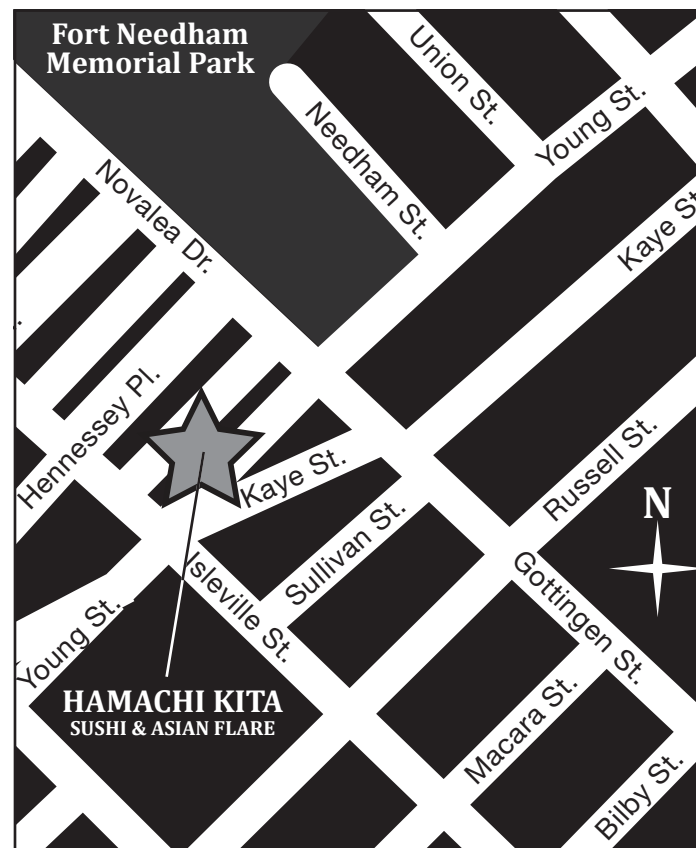 Fort Needham
Memorial Park
Union St.
Young St.
Needham St.
Kaye St.
Novalea Dr.
Hennessey Pl.
Kaye St.
Russell St.
N
Sullivan St.
Isleville St.
Gottingen St.
Young St.
HAMACHI KITA
SUSHI & ASIAN FLARE
Macara St.
Bilby St.